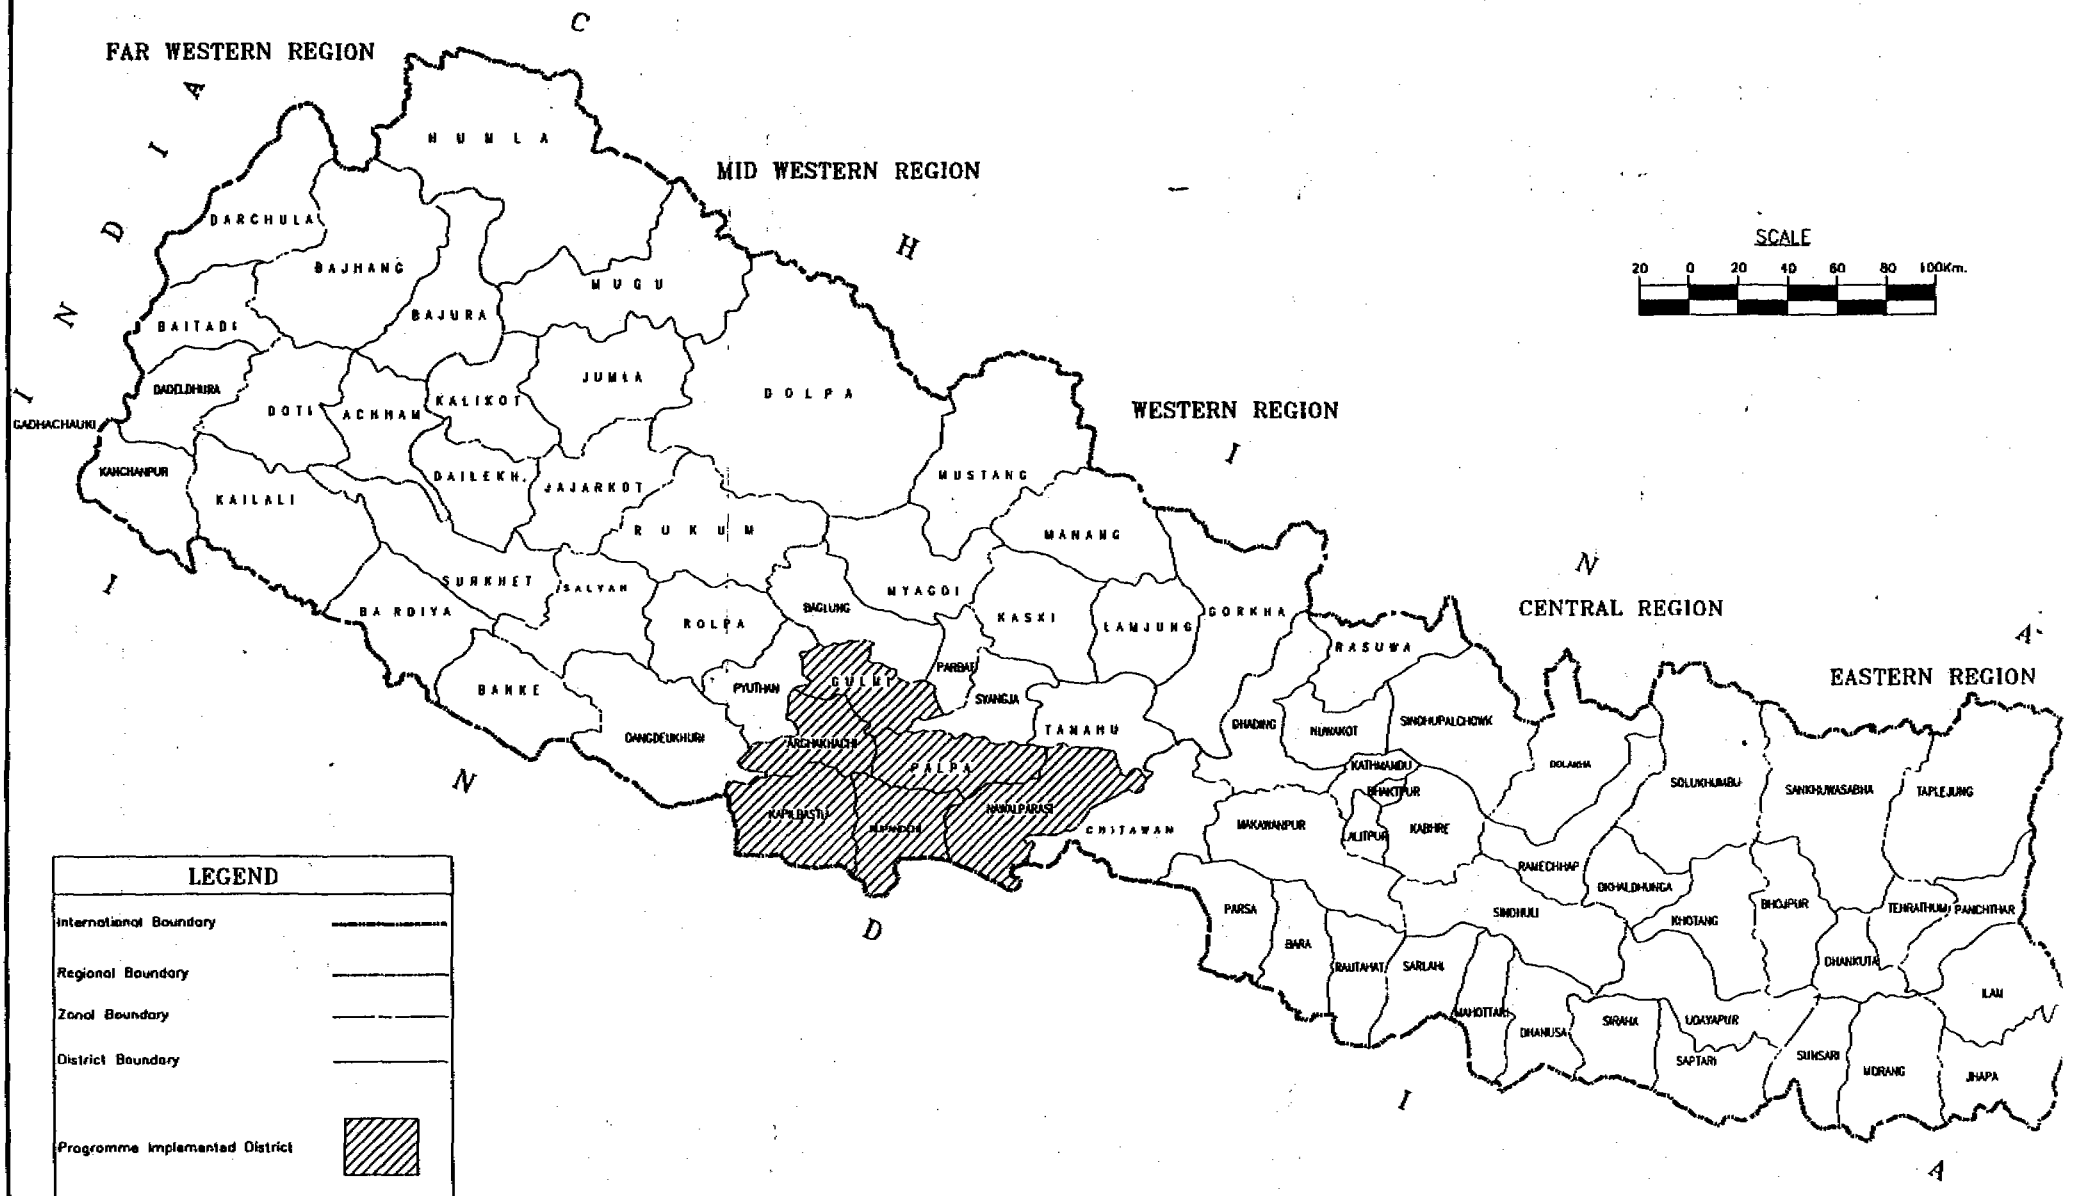 C
FAR WESTERN REGION
A
HUMLA
I
MID WESTERN REGION
DARCHULA
D
H
SCALE
20 0 20 40 60 80 100Km.
BAJHANG
MUGU
N
BAJURA
BAITADI
JUMLA
DADELDHURA
DOLPA
I
KALIKOT
DOTI
ACHHAM
WESTERN REGION
GADHACHAUKI
I
KANCHANPUR
MUSTANG
DAILEKH
JAJARKOT
KAILALI
RUKUM
MANANG
N
I
SURKHET
SALYAN
MYAGDI
BARDIYA
BAGLUNG
CENTRAL REGION
KASKI
GORKHA
ROLPA
LAMJUNG
A
RASUWA
PARBAT
EASTERN REGION
GULMI
PYUTHAN
BANKE
SYANGJA
SINDHUPALCHOWK
DHADING
TANAHU
NUWAKOT
DANGDEUKHURI
ARGHAKHACHI
KATHMANDU
DOLAKHA
PALPA
N
SOLUKHUMBU
SANKHUWASABHA
TAPLEJUNG
BHAKTPUR
NAWALPARASI
KAPILBASTU
RUPANDEHI
CHITAWAN
MAKAWANPUR
KABHRE
LALITPUR
RAMECHHAP
LEGEND
OKHALDHUNGA
BHOJPUR
TEHRATHUM
PANCHTHAR
PARSA
SINDHULI
KHOTANG
International Boundary
D
BARA
DHANKUTA
RAUTAHAT
SARLAHI
Regional Boundary
ILAM
MAHOTTARI
Zonal Boundary
SIRAHA
UDAYAPUR
DHANUSA
SUNSARI
District Boundary
SAPTARI
MORANG
JHAPA
I
Programme Implemented District
A